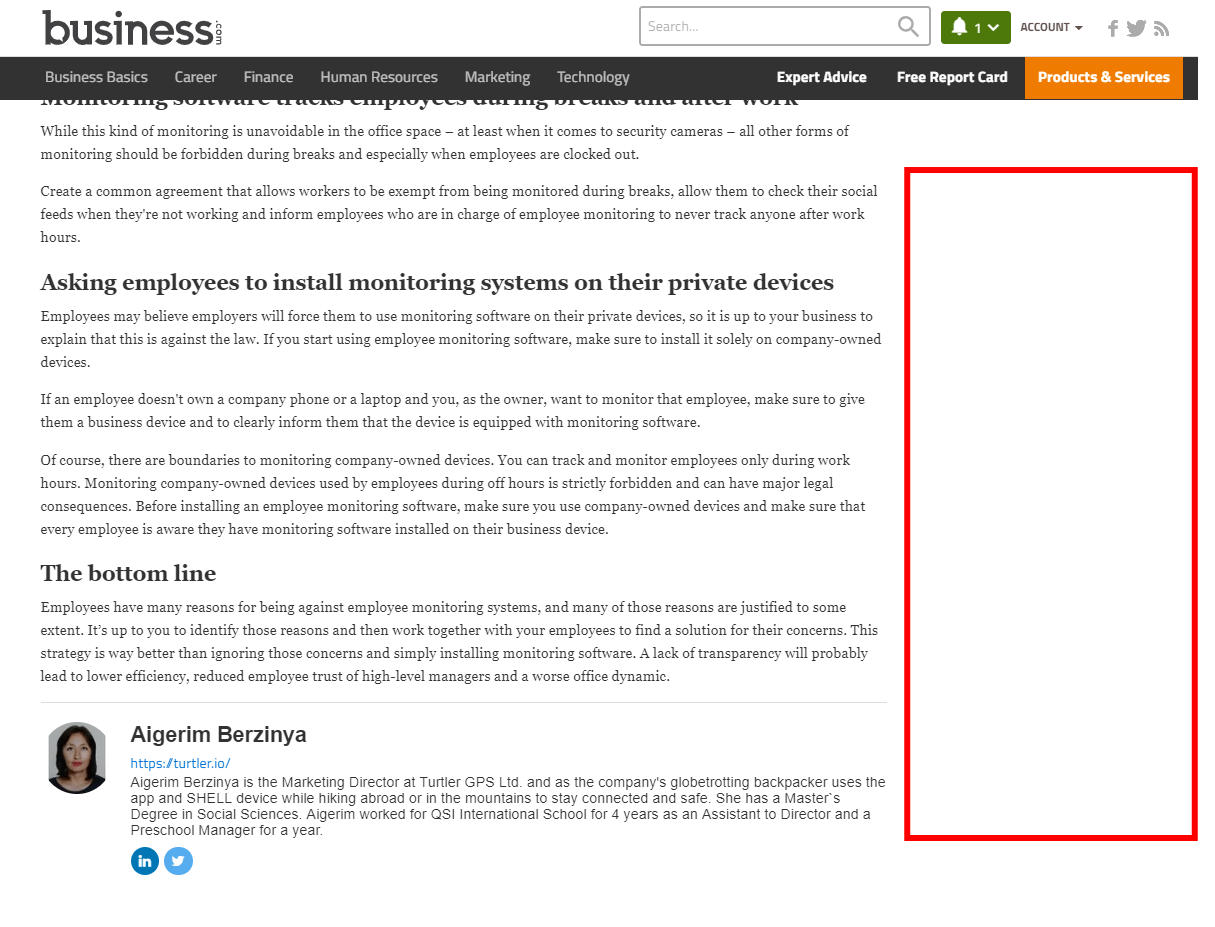 business.com
Search...
1
ACCOUNT
Business Basics Career Finance Human Resources Marketing Technology Expert Advice Free Report Card Products & Services
Monitoring software tracks employees during breaks and after work
While this kind of monitoring is unavoidable in the office space – at least when it comes to security cameras – all other forms of
monitoring should be forbidden during breaks and especially when employees are clocked out.
Create a common agreement that allows workers to be exempt from being monitored during breaks, allow them to check their social
feeds when they're not working and inform employees who are in charge of employee monitoring to never track anyone after work
hours.
Asking employees to install monitoring systems on their private devices
Employees may believe employers will force them to use monitoring software on their private devices, so it is up to your business to
explain that this is against the law. If you start using employee monitoring software, make sure to install it solely on company-owned
devices.
If an employee doesn't own a company phone or a laptop and you, as the owner, want to monitor that employee, make sure to give
them a business device and to clearly inform them that the device is equipped with monitoring software.
Of course, there are boundaries to monitoring company-owned devices. You can track and monitor employees only during work
hours. Monitoring company-owned devices used by employees during off hours is strictly forbidden and can have major legal
consequences. Before installing an employee monitoring software, make sure you use company-owned devices and make sure that
every employee is aware they have monitoring software installed on their business device.
The bottom line
Employees have many reasons for being against employee monitoring systems, and many of those reasons are justified to some
extent. It’s up to you to identify those reasons and then work together with your employees to find a solution for their concerns. This
strategy is way better than ignoring those concerns and simply installing monitoring software. A lack of transparency will probably
lead to lower efficiency, reduced employee trust of high-level managers and a worse office dynamic.
Aigerim Berzinya
https://turtler.io/
Aigerim Berzinya is the Marketing Director at Turtler GPS Ltd. and as the company's globetrotting backpacker uses the
app and SHELL device while hiking abroad or in the mountains to stay connected and safe. She has a Master`s
Degree in Social Sciences. Aigerim worked for QSI International School for 4 years as an Assistant to Director and a
Preschool Manager for a year.
in